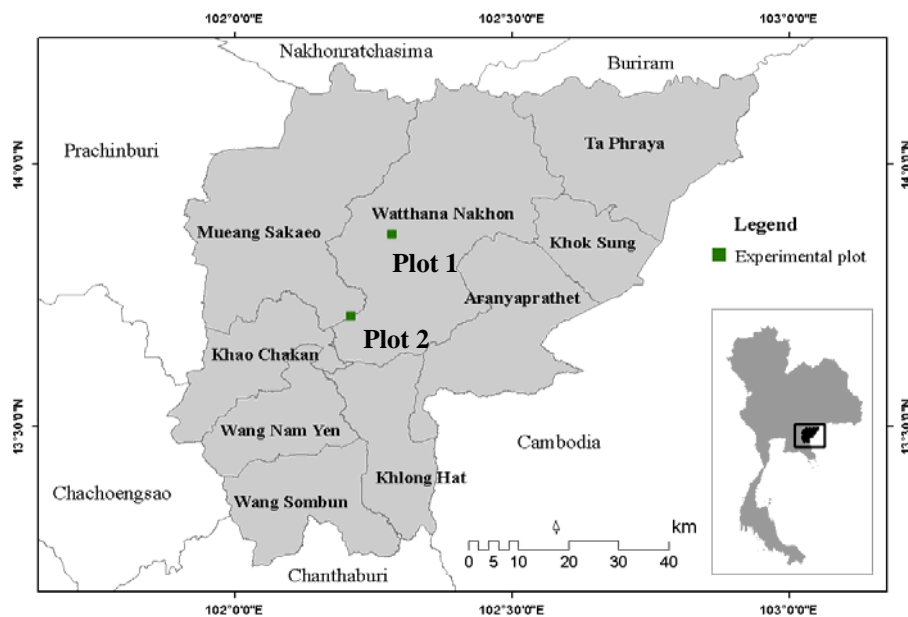 102°0'0"E 102°30'0"E 103°0'0"E
Nakhonratchasima
Buriram
14°0'0"N
Prachinburi
Ta Phraya
14°0'0"N
Watthana Nakhon
Mueang Sakaeo
Khok Sung
Legend
Experimental plot
Plot 1
Aranyaprathet
Plot 2
Khao Chakan
13°30'0"N
Wang Nam Yen
Cambodia
13°30'0"N
Khlong Hat
Chachoengsao
Wang Sombun
km
0 5 10 20 30 40
Chanthaburi
102°0'0"E 102°30'0"E 103°0'0"E